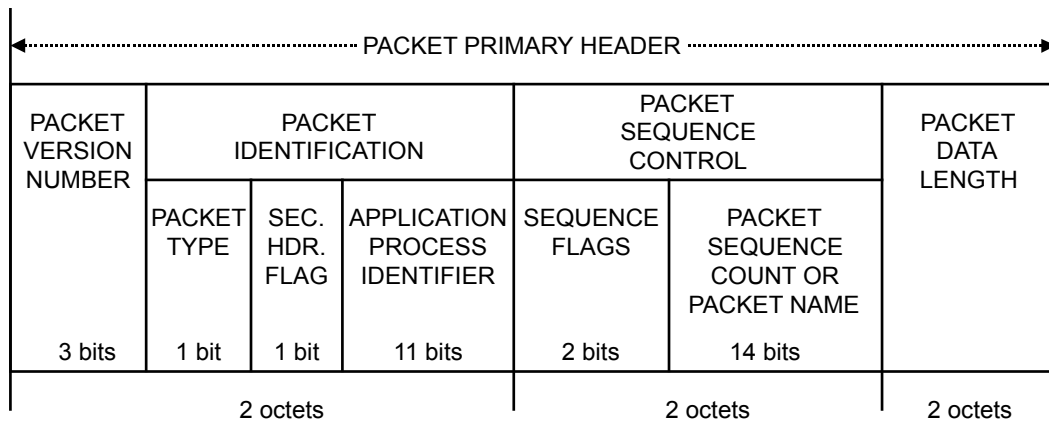 PACKET PRIMARY HEADER
PACKET
VERSION
NUMBER
3 bits
PACKET
IDENTIFICATION
PACKET
TYPE
1 bit
SEC.
HDR.
FLAG
1 bit
APPLICATION
PROCESS
IDENTIFIER
11 bits
PACKET
SEQUENCE
CONTROL
SEQUENCE
FLAGS
2 bits
PACKET
SEQUENCE
COUNT OR
PACKET NAME
14 bits
PACKET
DATA
LENGTH
2 octets
2 octets
2 octets